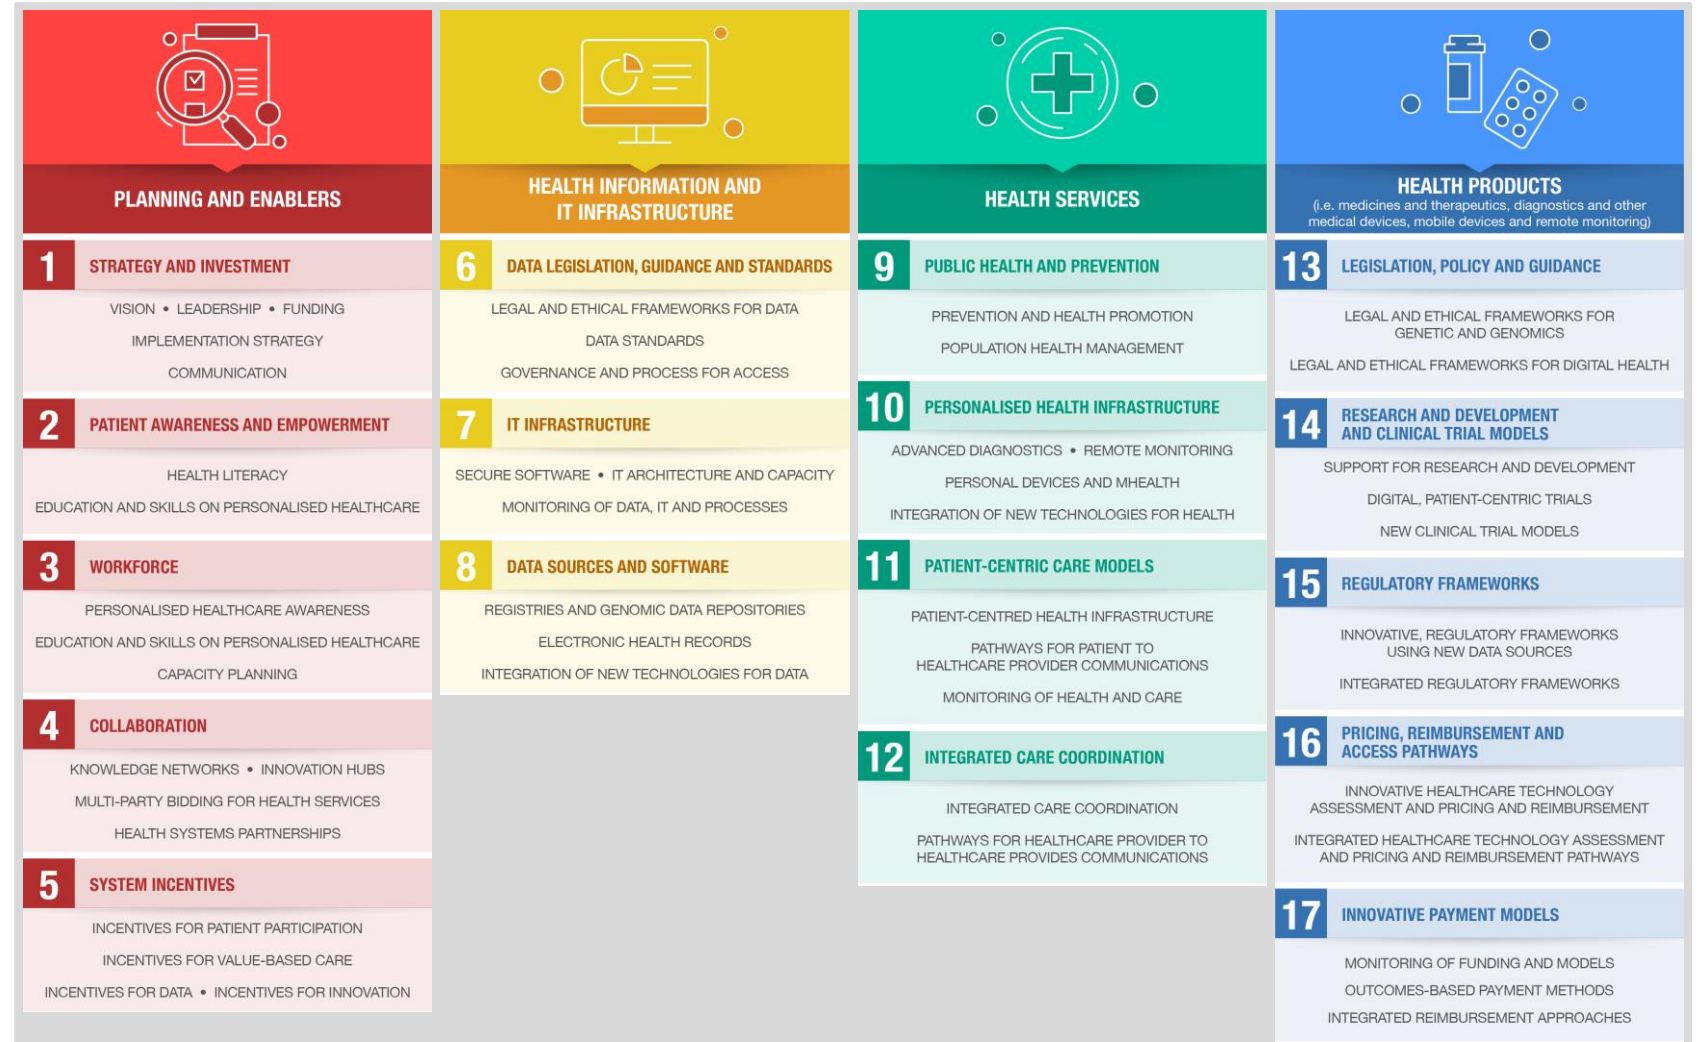 PLANNING AND ENABLERS
1 STRATEGY AND INVESTMENT
VISION • LEADERSHIP • FUNDING
IMPLEMENTATION STRATEGY
COMMUNICATION
2 PATIENT AWARENESS AND EMPOWERMENT
HEALTH LITERACY
EDUCATION AND SKILLS ON PERSONALISED HEALTHCARE
3 WORKFORCE
PERSONALISED HEALTHCARE AWARENESS
EDUCATION AND SKILLS ON PERSONALISED HEALTHCARE
CAPACITY PLANNING
4 COLLABORATION
KNOWLEDGE NETWORKS • INNOVATION HUBS
MULTI-PARTY BIDDING FOR HEALTH SERVICES
HEALTH SYSTEMS PARTNERSHIPS
5 SYSTEM INCENTIVES
INCENTIVES FOR PATIENT PARTICIPATION
INCENTIVES FOR VALUE-BASED CARE
INCENTIVES FOR DATA • INCENTIVES FOR INNOVATION
HEALTH INFORMATION AND
IT INFRASTRUCTURE
6 DATA LEGISLATION, GUIDANCE AND STANDARDS
LEGAL AND ETHICAL FRAMEWORKS FOR DATA
DATA STANDARDS
GOVERNANCE AND PROCESS FOR ACCESS
7 IT INFRASTRUCTURE
SECURE SOFTWARE • IT ARCHITECTURE AND CAPACITY
MONITORING OF DATA, IT AND PROCESSES
8 DATA SOURCES AND SOFTWARE
REGISTRIES AND GENOMIC DATA REPOSITORIES
ELECTRONIC HEALTH RECORDS
INTEGRATION OF NEW TECHNOLOGIES FOR DATA
HEALTH SERVICES
9 PUBLIC HEALTH AND PREVENTION
PREVENTION AND HEALTH PROMOTION
POPULATION HEALTH MANAGEMENT
10 PERSONALISED HEALTH INFRASTRUCTURE
ADVANCED DIAGNOSTICS • REMOTE MONITORING
PERSONAL DEVICES AND MHEALTH
INTEGRATION OF NEW TECHNOLOGIES FOR HEALTH
11 PATIENT-CENTRIC CARE MODELS
PATIENT-CENTRED HEALTH INFRASTRUCTURE
PATHWAYS FOR PATIENT TO
HEALTHCARE PROVIDER COMMUNICATIONS
MONITORING OF HEALTH AND CARE
12 INTEGRATED CARE COORDINATION
INTEGRATED CARE COORDINATION
PATHWAYS FOR HEALTHCARE PROVIDER TO
HEALTHCARE PROVIDES COMMUNICATIONS
HEALTH PRODUCTS
(i.e. medicines and therapeutics, diagnostics and other
medical devices, mobile devices and remote monitoring)
13 LEGISLATION, POLICY AND GUIDANCE
LEGAL AND ETHICAL FRAMEWORKS FOR
GENETIC AND GENOMICS
LEGAL AND ETHICAL FRAMEWORKS FOR DIGITAL HEALTH
14 RESEARCH AND DEVELOPMENT
AND CLINICAL TRIAL MODELS
SUPPORT FOR RESEARCH AND DEVELOPMENT
DIGITAL, PATIENT-CENTRIC TRIALS
NEW CLINICAL TRIAL MODELS
15 REGULATORY FRAMEWORKS
INNOVATIVE, REGULATORY FRAMEWORKS
USING NEW DATA SOURCES
INTEGRATED REGULATORY FRAMEWORKS
16 PRICING, REIMBURSEMENT AND
ACCESS PATHWAYS
INNOVATIVE HEALTHCARE TECHNOLOGY
ASSESSMENT AND PRICING AND REIMBURSEMENT
INTEGRATED HEALTHCARE TECHNOLOGY ASSESSMENT
AND PRICING AND REIMBURSEMENT PATHWAYS
17 INNOVATIVE PAYMENT MODELS
MONITORING OF FUNDING AND MODELS
OUTCOMES-BASED PAYMENT METHODS
INTEGRATED REIMBURSEMENT APPROACHES